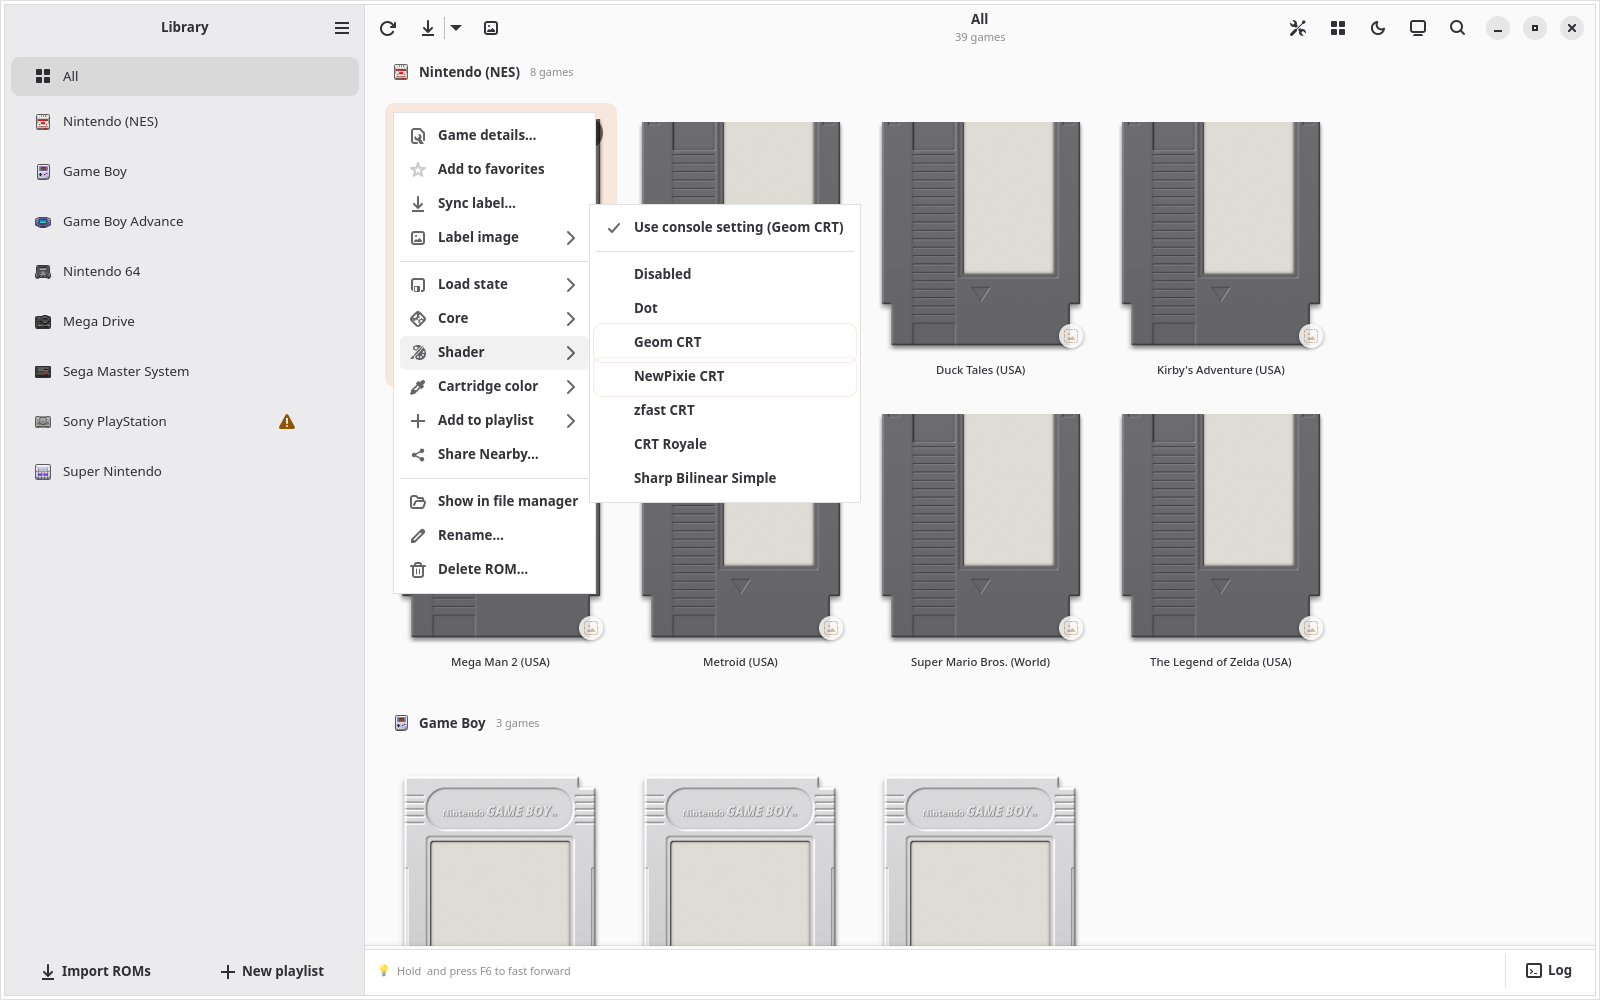 Library
All
Nintendo (NES)
Game Boy
Game Boy Advance
Nintendo 64
Mega Drive
Sega Master System
Sony PlayStation
Super Nintendo
Import ROMs
New playlist
All
39 games
Nintendo (NES) 8 games
Game details...
Add to favorites
Sync label...
Label image
Load state
Core
Shader
Cartridge color
Add to playlist
Share Nearby...
Show in file manager
Rename...
Delete ROM...
Use console setting (Geom CRT)
Disabled
Dot
Geom CRT
NewPixie CRT
zfast CRT
CRT Royale
Sharp Bilinear Simple
Duck Tales (USA)
Kirby's Adventure (USA)
Mega Man 2 (USA)
Metroid (USA)
Super Mario Bros. (World)
The Legend of Zelda (USA)
Game Boy 3 games
Nintendo GAME BOY™
Nintendo GAME BOY™
Nintendo GAME BOY™
Hold  and press F6 to fast forward
Log